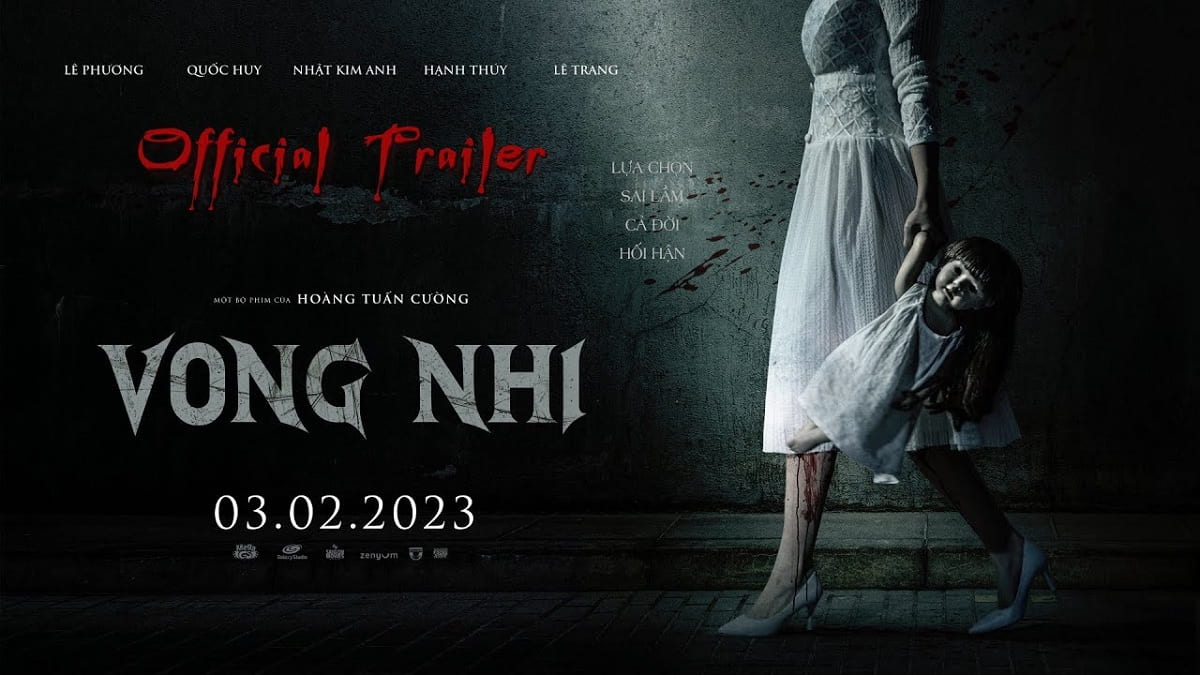 LÊ PHƯƠNG QUỐC HUY NHẬT KIM ANH HẠNH THÚY LÊ TRANG
Official Trailer
LỰA CHỌN
SAI LẦM
CẢ ĐỜI
HỐI HẬN
MỘT BỘ PHIM CỦA HOÀNG TUẤN CƯỜNG
VONG NHI
03.02.2023
zenyum